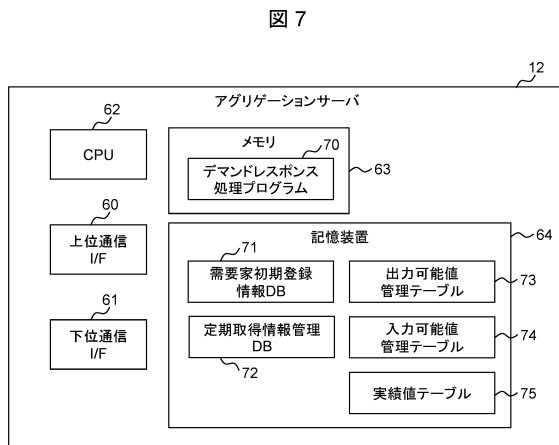 図 7
12
アグリゲーションサーバ
62
CPU
メモリ
70
デマンドレスポンス
処理プログラム
63
60
上位通信
I/F
64
記憶装置
71
需要家初期登録
情報DB
出力可能値
管理テーブル
73
61
下位通信
I/F
定期取得情報管理
DB
72
入力可能値
管理テーブル
74
実績値テーブル
75